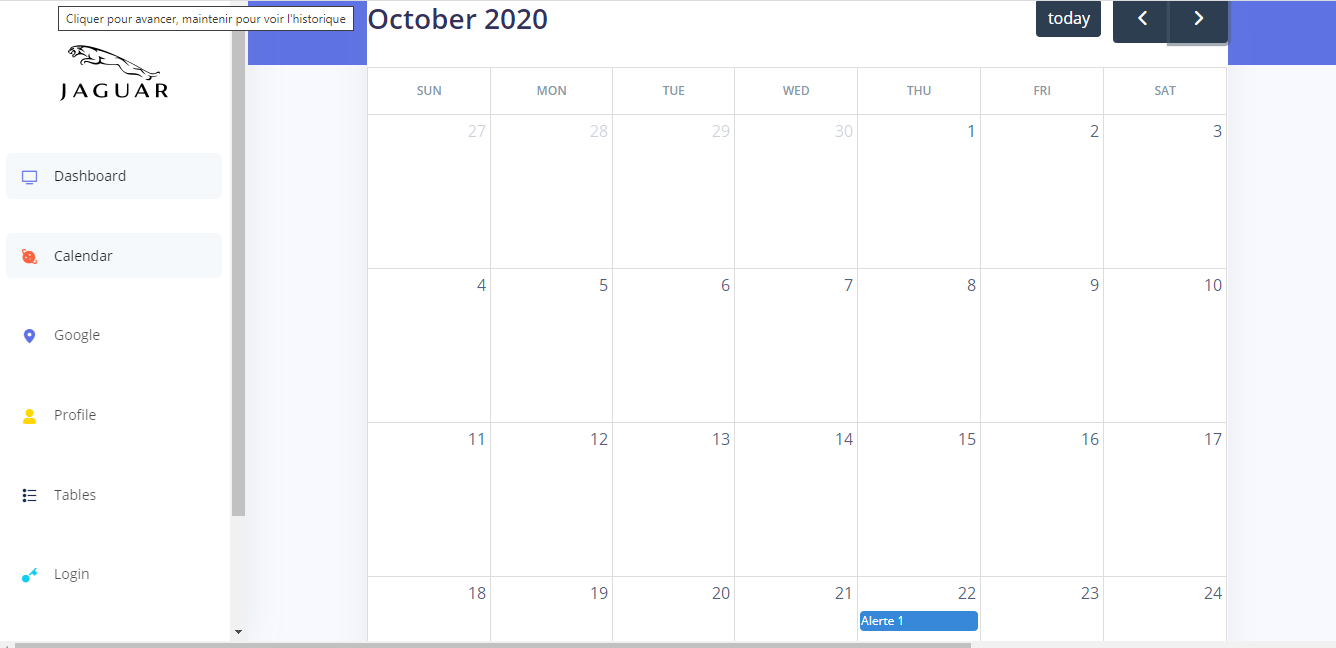 Cliquer pour avancer, maintenir pour voir l'historique
October 2020
today
JAGUAR
SUN MON TUE WED THU FRI SAT
27 28 29 30 1 2 3
Dashboard
Calendar
4 5 6 7 8 9 10
Google
Profile
11 12 13 14 15 16 17
Tables
Login
18 19 20 21 22 23 24
Alerte 1